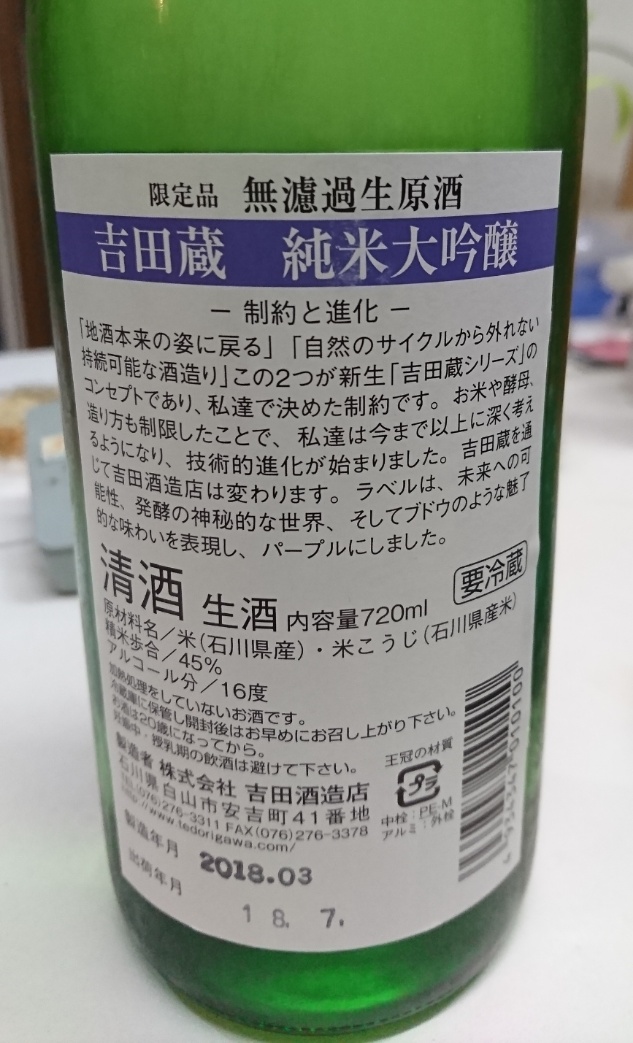 限定品 無濾過生原酒
吉田蔵 純米大吟醸
― 制約と進化 ―
「地酒本来の姿に戻る」「自然のサイクルから外れない
持続可能な酒造り」この2つが新生「吉田蔵シリーズ」の
コンセプトであり、私達で決めた制約です。お米や酵母、
造り方も制限したことで、私達は今まで以上に深く考え
るようになり、技術的進化が始まりました。吉田蔵を通
じて吉田酒造店は変わります。ラベルは、未来への可
能性、発酵の神秘的な世界、そしてブドウのような魅了
的な味わいを表現し、パープルにしました。
清酒 生酒 内容量720ml 要冷蔵
原材料名／米(石川県産)・米こうじ(石川県産米)
精米歩合／45%
アルコール分／16度
加熱処理をしていないお酒です。
冷蔵庫に保管し開封後はお早めにお召し上がり下さい。
お酒は20歳になってから。
妊娠中・授乳期の飲酒は避けて下さい。
製造者 株式会社 吉田酒造店
石川県白山市安吉町41番地
TEL(076)276-3311 FAX(076)276-3378
http://www.tedorigawa.com/
王冠の材質
プラ
中栓：PE-M
アルミ：外栓
製造年月 2018.03
出荷年月 18.7.